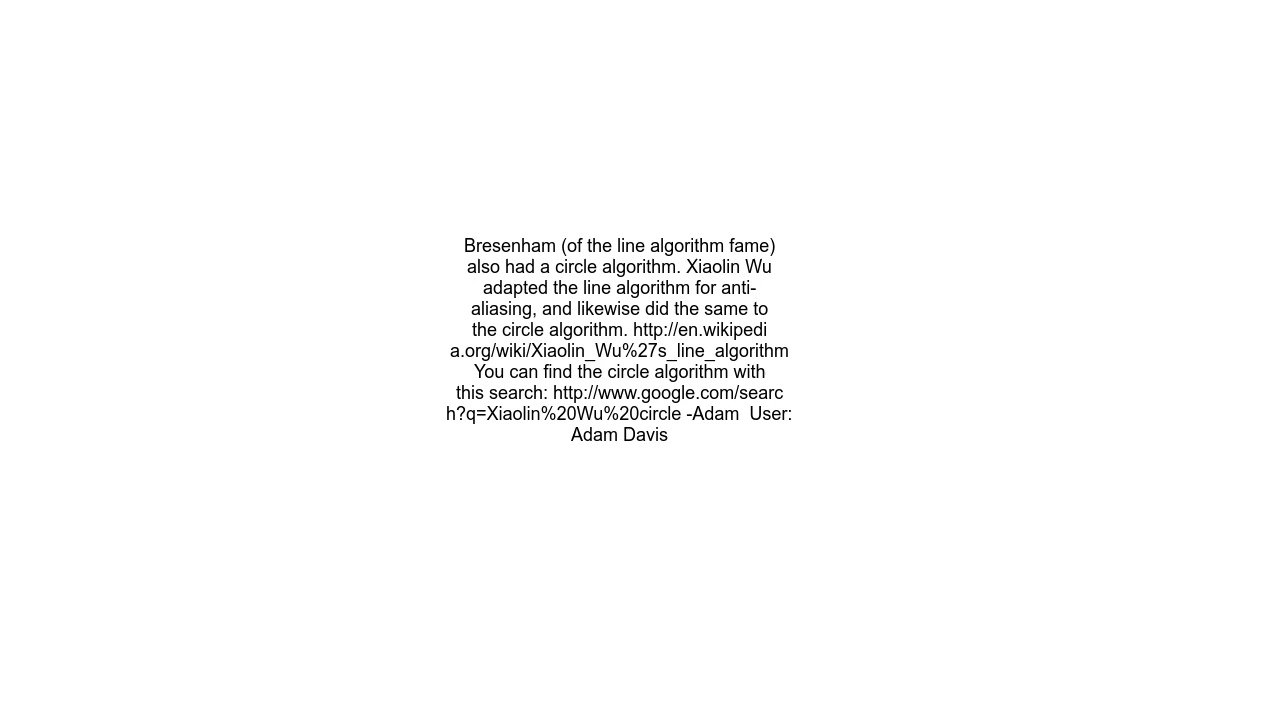 Bresenham (of the line algorithm fame)
also had a circle algorithm. Xiaolin Wu
adapted the line algorithm for anti-
aliasing, and likewise did the same to
the circle algorithm. http://en.wikipedi
a.org/wiki/Xiaolin_Wu%27s_line_algorithm
You can find the circle algorithm with
this search: http://www.google.com/searc
h?q=Xiaolin%20Wu%20circle -Adam  User:
Adam Davis